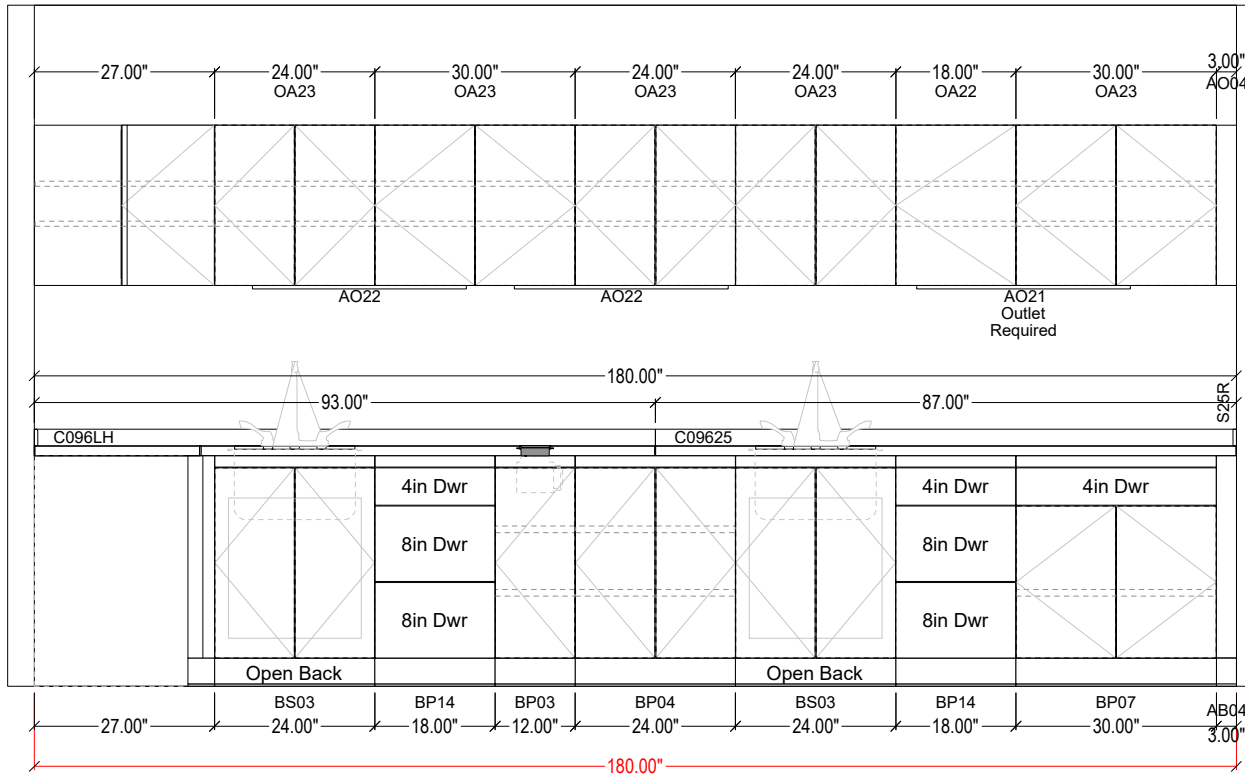 27.00" 24.00" 30.00" 24.00" 24.00" 18.00" 30.00" 3.00"
OA23 OA23 OA23 OA23 OA22 OA23 AO04
AO22 AO22 AO21
Outlet
Required
180.00"
93.00" 87.00"
S25R
C096LH C09625
4in Dwr 4in Dwr 4in Dwr
8in Dwr 8in Dwr
8in Dwr 8in Dwr
Open Back Open Back
BS03 BP14 BP03 BP04 BS03 BP14 BP07 AB04
27.00" 24.00" 18.00" 12.00" 24.00" 24.00" 18.00" 30.00" 3.00"
180.00"